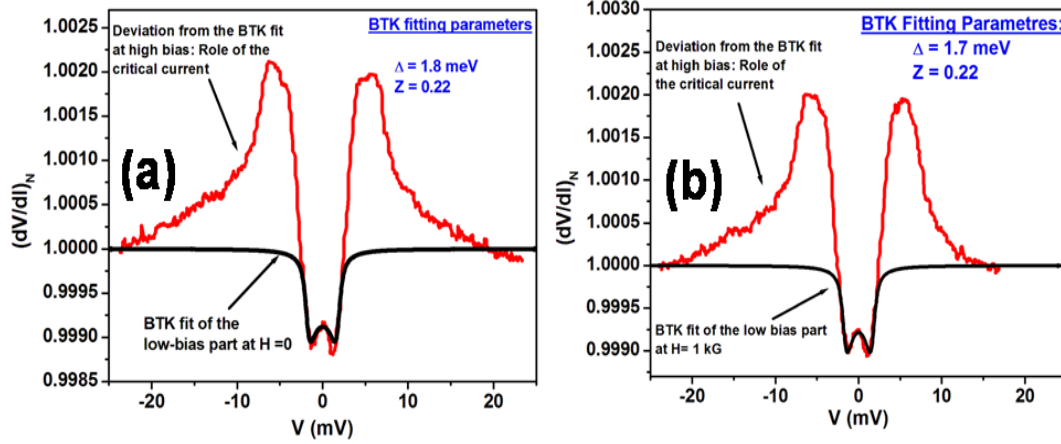 (a)
BTK fitting parameters
Δ = 1.8 meV
Z = 0.22
Deviation from the BTK fit
at high bias: Role of the
critical current
BTK fit of the
low-bias part at H =0
(dV/dI)N
1.0025
1.0020
1.0015
1.0010
1.0005
1.0000
0.9995
0.9990
0.9985
-20 -10 0 10 20
V (mV)
(b)
BTK Fitting Parametres:
Δ = 1.7 meV
Z = 0.22
Deviation from the BTK fit
at high bias: Role of
the critical current
BTK fit of the low bias part
at H= 1 kG
(dV/dI)N
1.0030
1.0025
1.0020
1.0015
1.0010
1.0005
1.0000
0.9995
0.9990
-20 -10 0 10 20
V (mV)